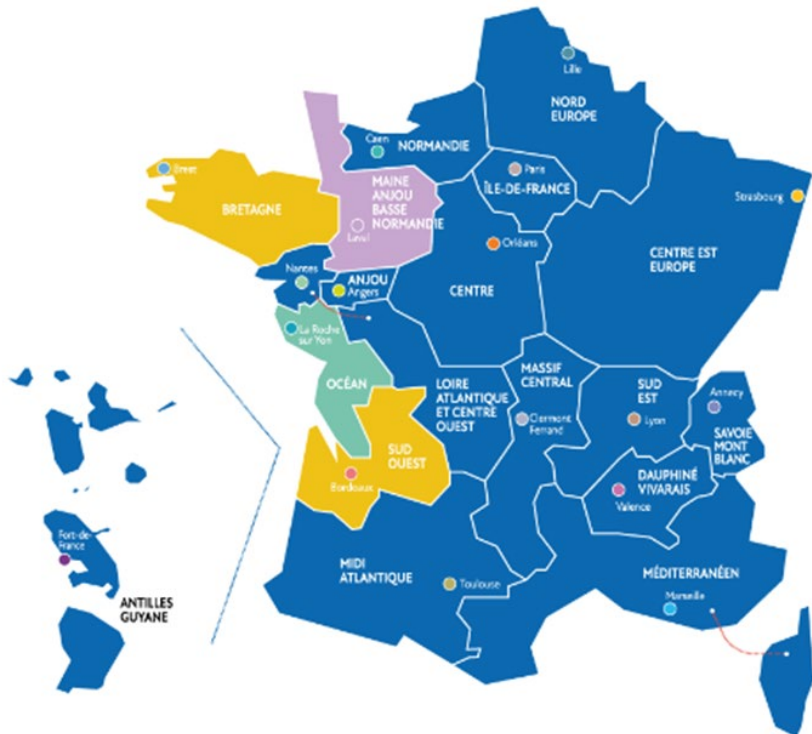 Lille
NORD
EUROPE
Caen
NORMANDIE
Paris
ÎLE-DE-FRANCE
Brest
BRETAGNE
MAINE
ANJOU
BASSE
NORMANDIE
Laval
Strasbourg
Orléans
CENTRE EST
EUROPE
Nantes
ANJOU
Angers
CENTRE
La Roche
sur Yon
OCÉAN
LOIRE
ATLANTIQUE
ET CENTRE
OUEST
MASSIF
CENTRAL
Clermont
Ferrand
SUD
EST
Lyon
Annecy
SAVOIE
MONT
BLANC
SUD
OUEST
Bordeaux
DAUPHINÉ
VIVARAIS
Valence
MIDI
ATLANTIQUE
Toulouse
MÉDITERRANÉEN
Marseille
Fort-de-
France
ANTILLES
GUYANE